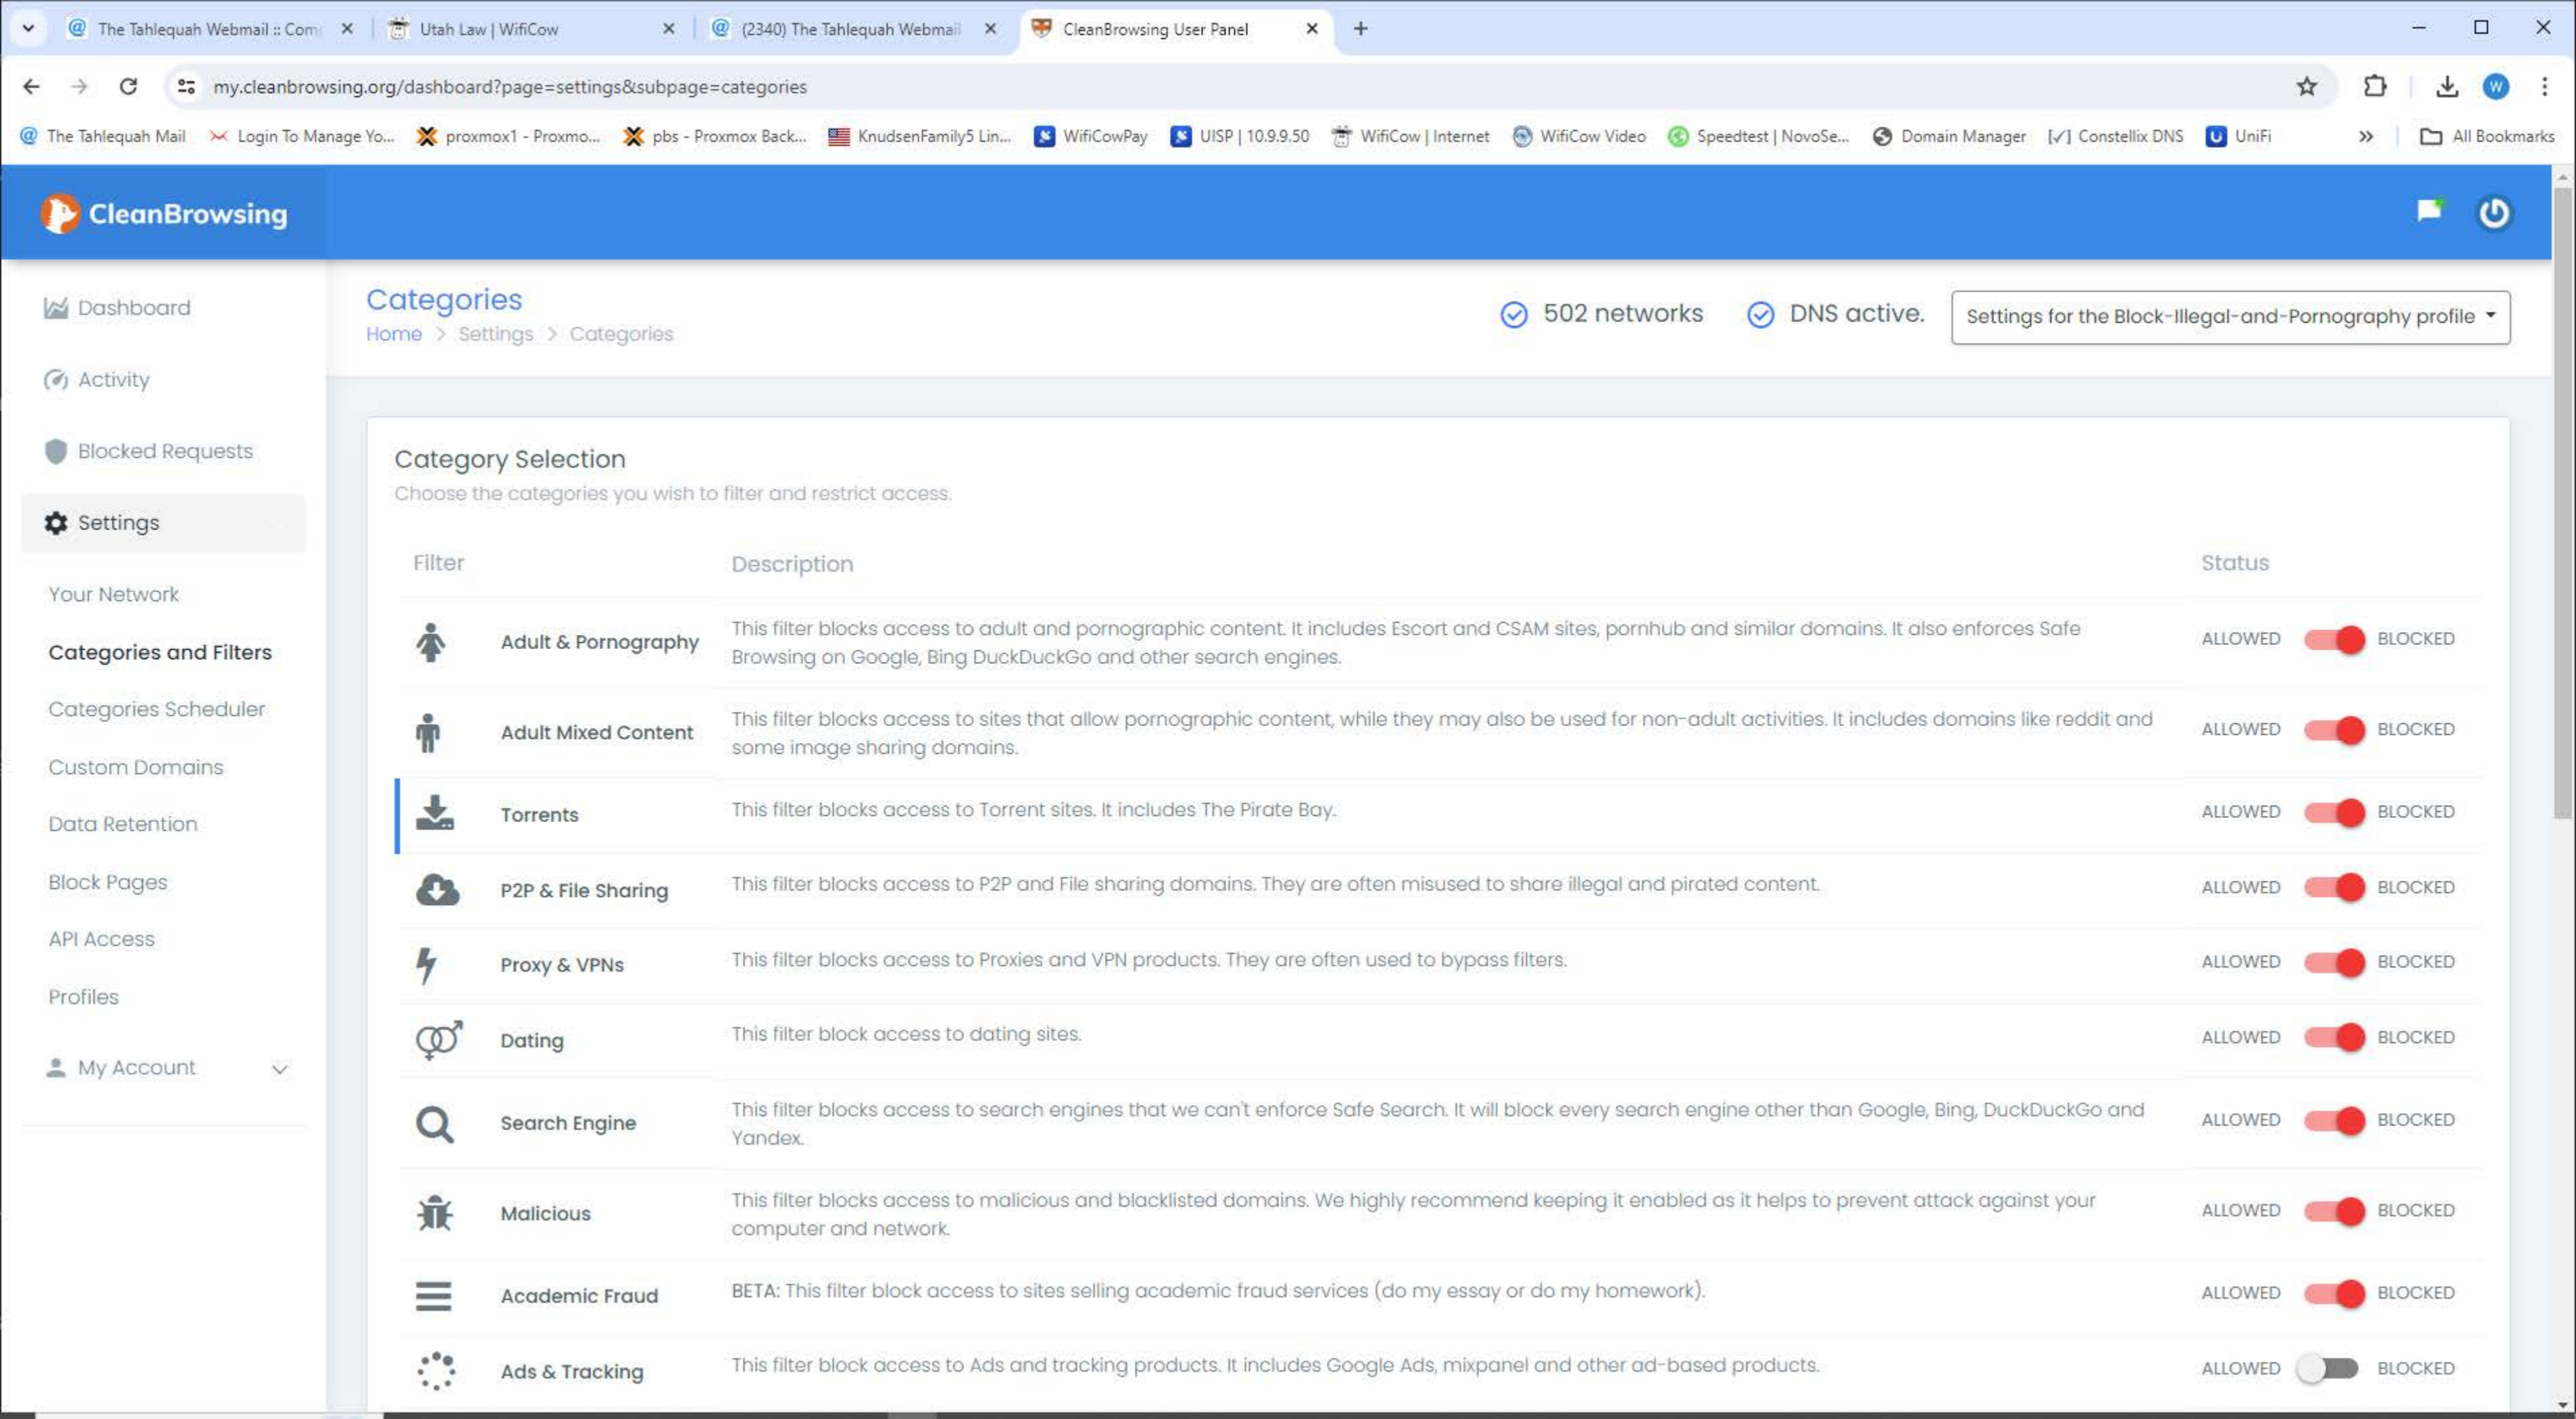 The Tahlequah Webmail :: Com
Utah Law | WifiCow
(2340) The Tahlequah Webmail
CleanBrowsing User Panel
my.cleanbrowsing.org/dashboard?page=settings&subpage=categories
W
The Tahlequah Mail
Login To Manage Yo...
proxmox1 - Proxmo...
pbs - Proxmox Back...
KnudsenFamily5 Lin...
WifiCowPay
UISP | 10.9.9.50
WifiCow | Internet
WifiCow Video
Speedtest | NovoSe...
Domain Manager
Constellix DNS
UniFi
All Bookmarks
CleanBrowsing
Dashboard
Activity
Blocked Requests
Settings
Your Network
Categories and Filters
Categories Scheduler
Custom Domains
Data Retention
Block Pages
API Access
Profiles
My Account
Categories
Home > Settings > Categories
502 networks
DNS active.
Settings for the Block-Illegal-and-Pornography profile
Category Selection
Choose the categories you wish to filter and restrict access.
Filter Description Status
Adult & Pornography
This filter blocks access to adult and pornographic content. It includes Escort and CSAM sites, pornhub and similar domains. It also enforces Safe
Browsing on Google, Bing DuckDuckGo and other search engines.
ALLOWED BLOCKED
Adult Mixed Content
This filter blocks access to sites that allow pornographic content, while they may also be used for non-adult activities. It includes domains like reddit and
some image sharing domains.
ALLOWED BLOCKED
Torrents
This filter blocks access to Torrent sites. It includes The Pirate Bay.
ALLOWED BLOCKED
P2P & File Sharing
This filter blocks access to P2P and File sharing domains. They are often misused to share illegal and pirated content.
ALLOWED BLOCKED
Proxy & VPNs
This filter blocks access to Proxies and VPN products. They are often used to bypass filters.
ALLOWED BLOCKED
Dating
This filter block access to dating sites.
ALLOWED BLOCKED
Search Engine
This filter blocks access to search engines that we can't enforce Safe Search. It will block every search engine other than Google, Bing, DuckDuckGo and
Yandex.
ALLOWED BLOCKED
Malicious
This filter blocks access to malicious and blacklisted domains. We highly recommend keeping it enabled as it helps to prevent attack against your
computer and network.
ALLOWED BLOCKED
Academic Fraud
BETA: This filter block access to sites selling academic fraud services (do my essay or do my homework).
ALLOWED BLOCKED
Ads & Tracking
This filter block access to Ads and tracking products. It includes Google Ads, mixpanel and other ad-based products.
ALLOWED BLOCKED